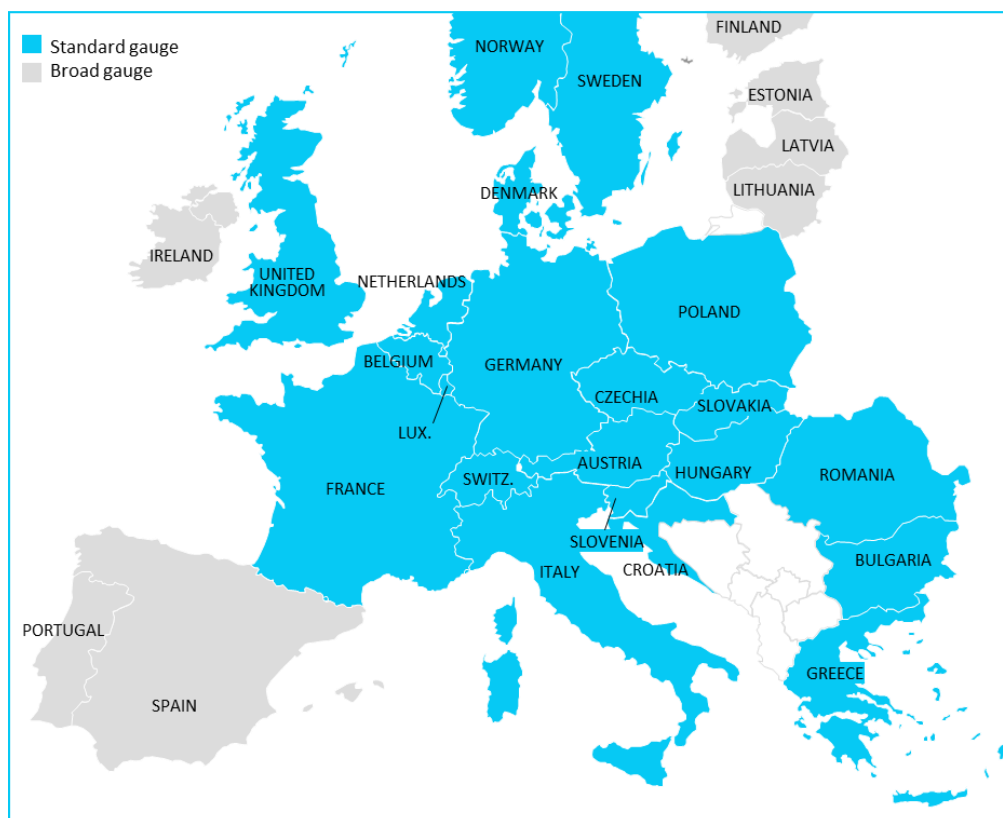 Standard gauge
Broad gauge
FINLAND
NORWAY
SWEDEN
ESTONIA
LATVIA
LITHUANIA
DENMARK
IRELAND
UNITED
KINGDOM
NETHERLANDS
POLAND
BELGIUM
GERMANY
CZECHIA
SLOVAKIA
LUX.
AUSTRIA
HUNGARY
SWITZ.
FRANCE
ROMANIA
SLOVENIA
BULGARIA
ITALY
CROATIA
PORTUGAL
GREECE
SPAIN